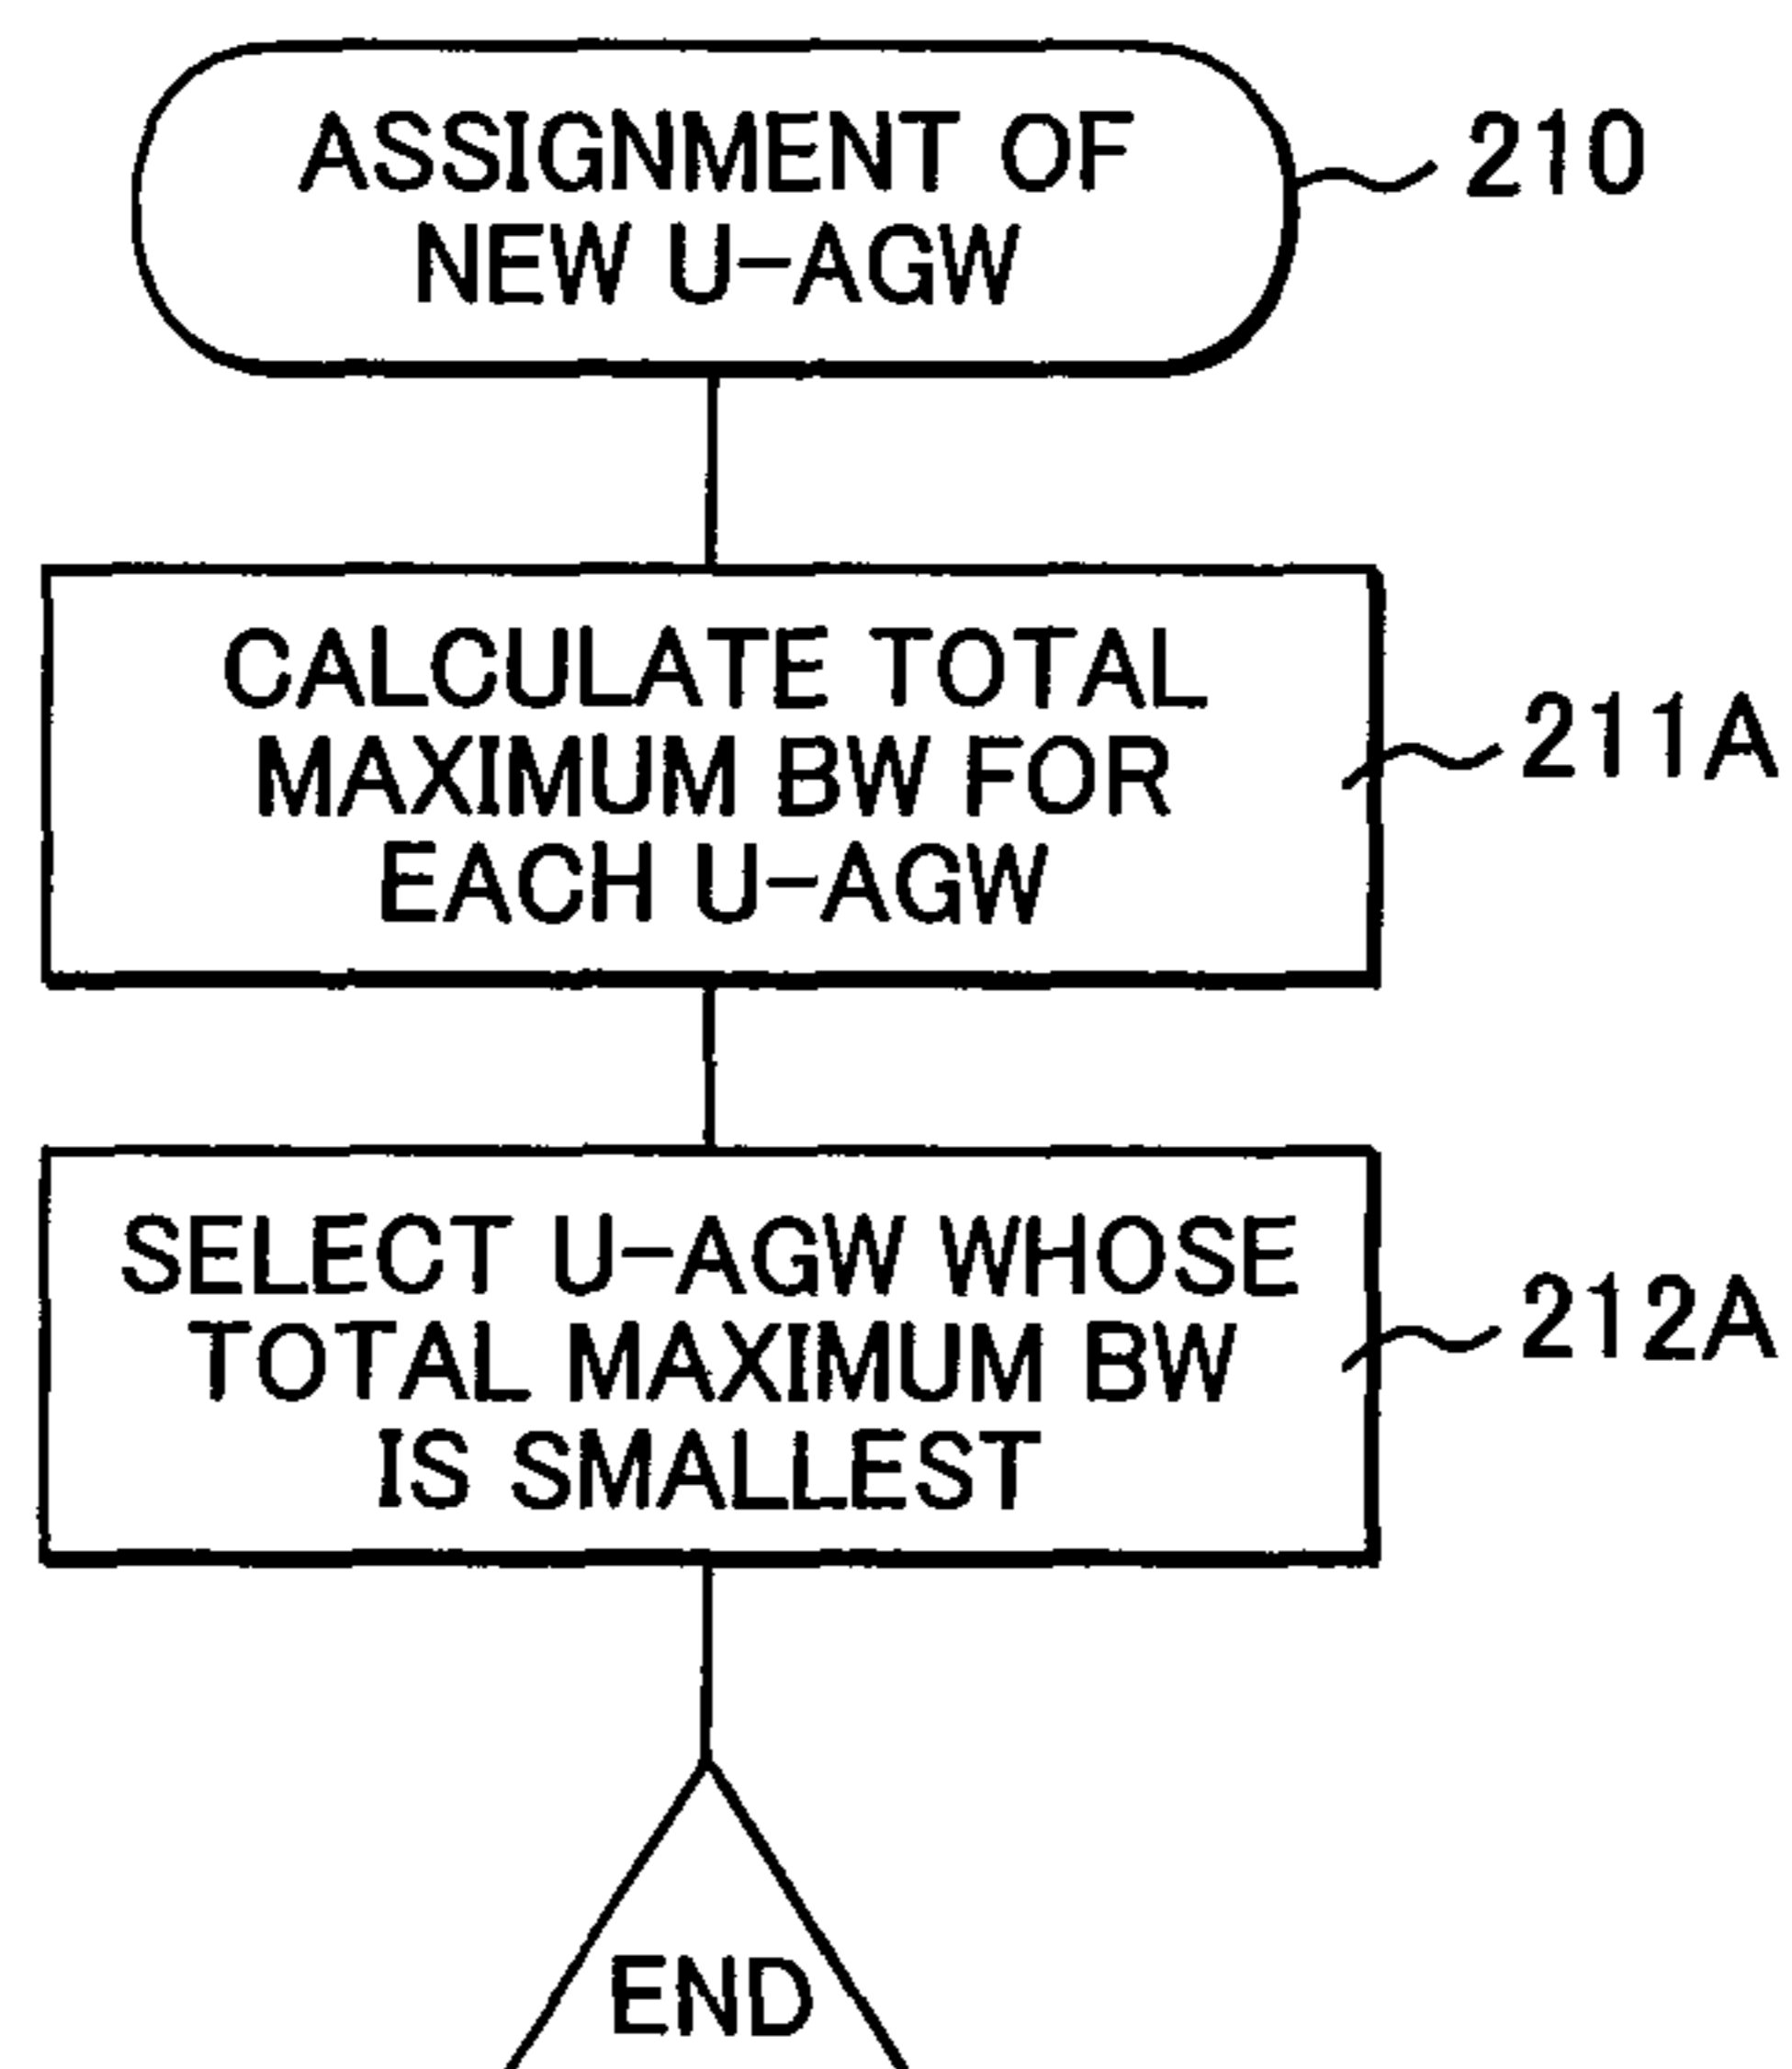 ASSIGNMENT OF
NEW U-AGW
210
CALCULATE TOTAL
MAXIMUM BW FOR
EACH U-AGW
211A
SELECT U-AGW WHOSE
TOTAL MAXIMUM BW
IS SMALLEST
212A
END